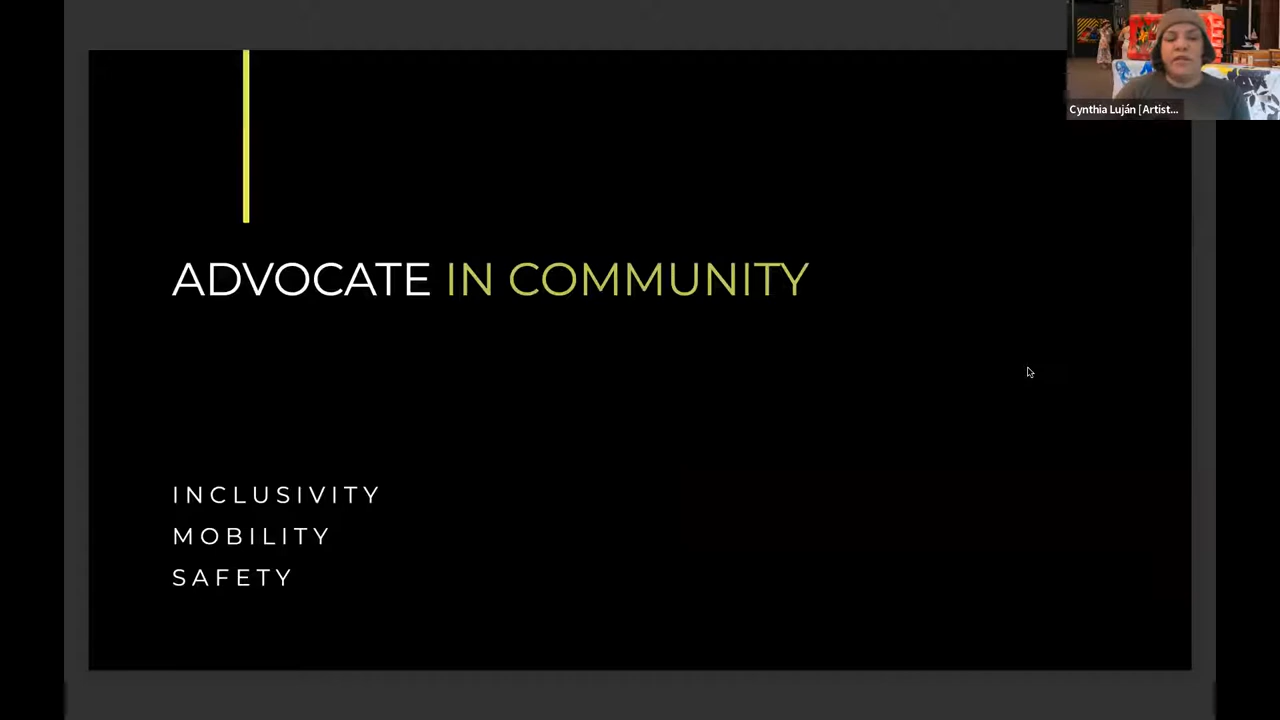 Cynthia Luján [Artist...
ADVOCATE IN COMMUNITY
INCLUSIVITY
MOBILITY
SAFETY